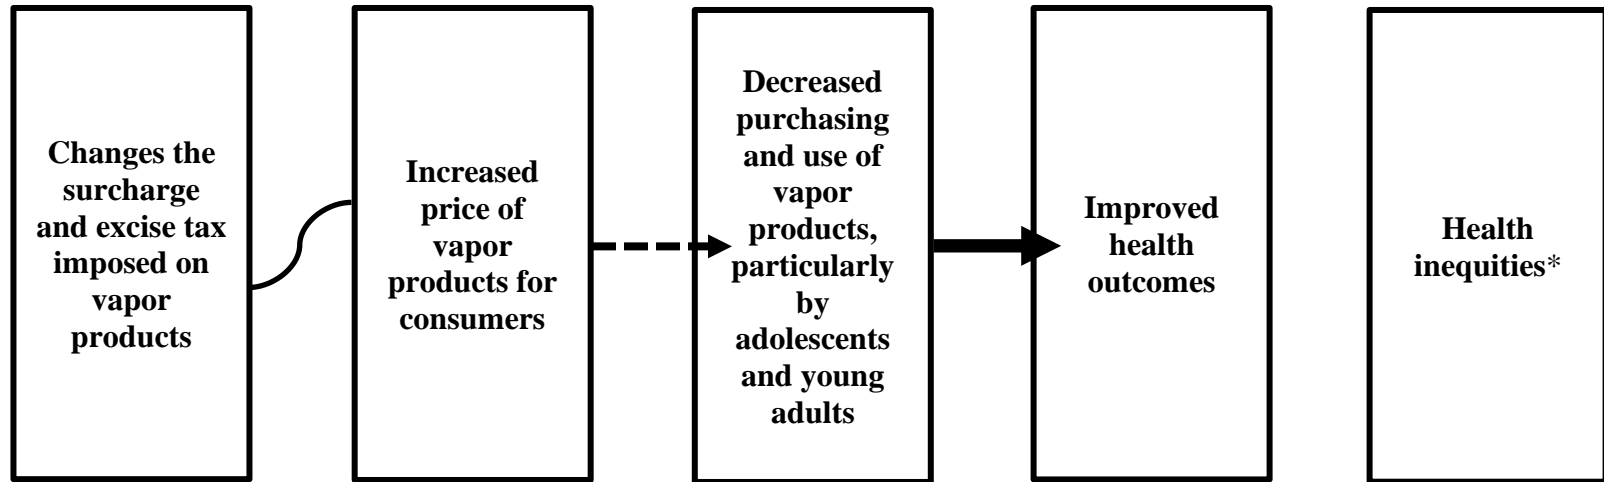 Changes the
surcharge
and excise tax
imposed on
vapor
products
Increased
price of
vapor
products for
consumers
Decreased
purchasing
and use of
vapor
products,
particularly
by
adolescents
and young
adults
Improved
health
outcomes
Health
inequities*